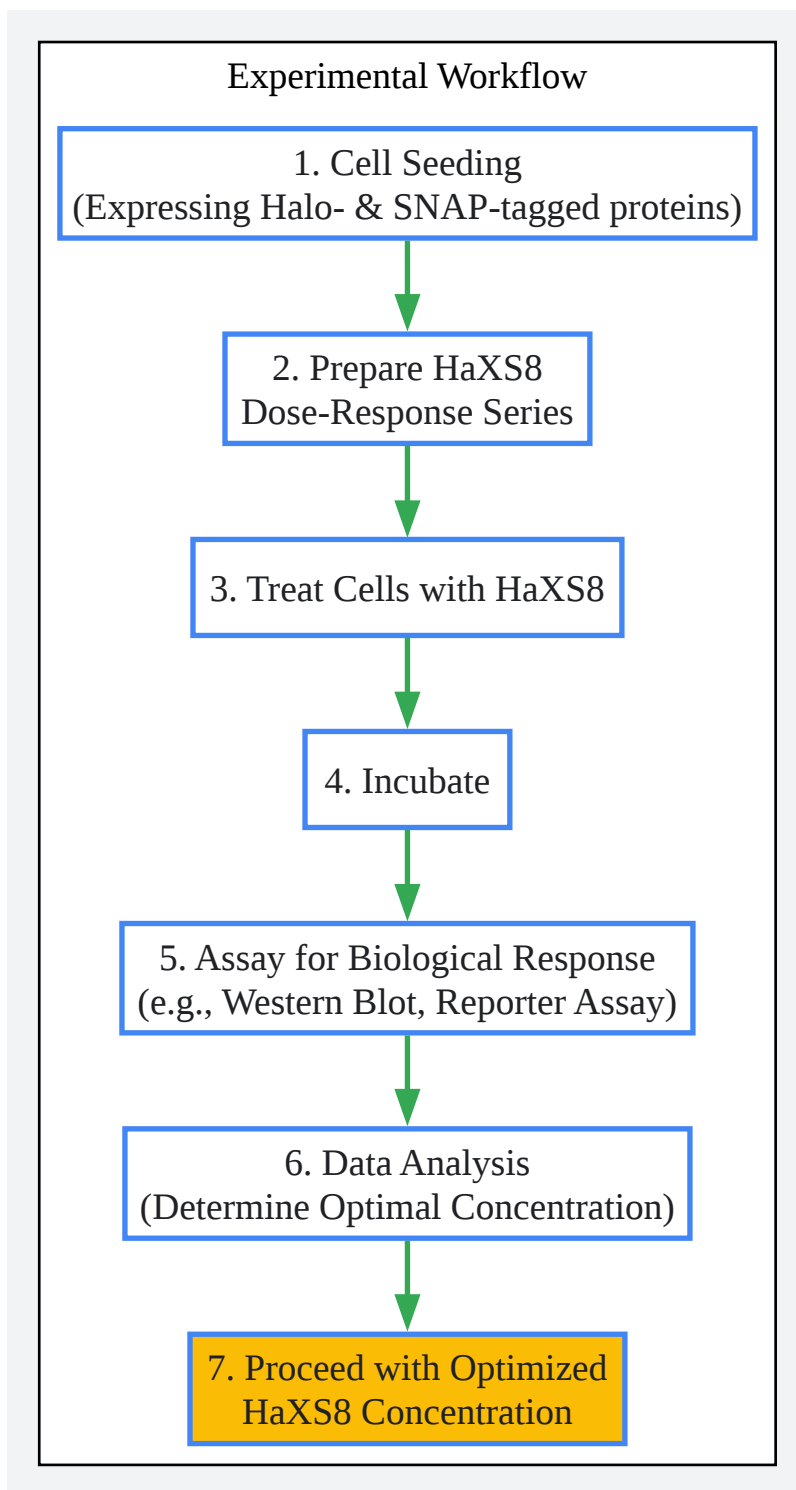 Experimental Workflow
1. Cell Seeding
(Expressing Halo- & SNAP-tagged proteins)
2. Prepare HaXS8
Dose-Response Series
3. Treat Cells with HaXS8
4. Incubate
5. Assay for Biological Response
(e.g., Western Blot, Reporter Assay)
6. Data Analysis
(Determine Optimal Concentration)
7. Proceed with Optimized
HaXS8 Concentration